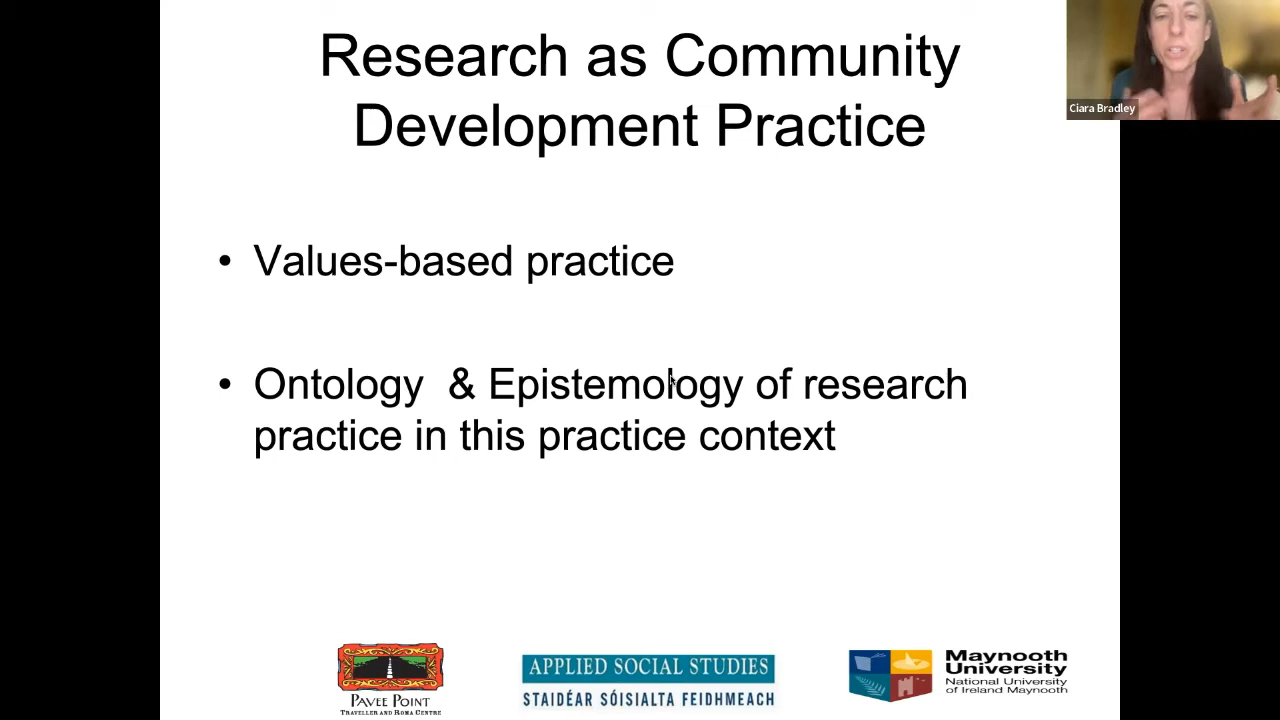 Research as Community
Development Practice
Ciara Bradley
• Values-based practice
• Ontology & Epistemology of research
practice in this practice context
PAVEE POINT
TRAVELLER AND ROMA CENTRE
APPLIED SOCIAL STUDIES
STAIDÉAR SÓISIALTA FEIDHMEACH
Maynooth
University
National University
of Ireland Maynooth